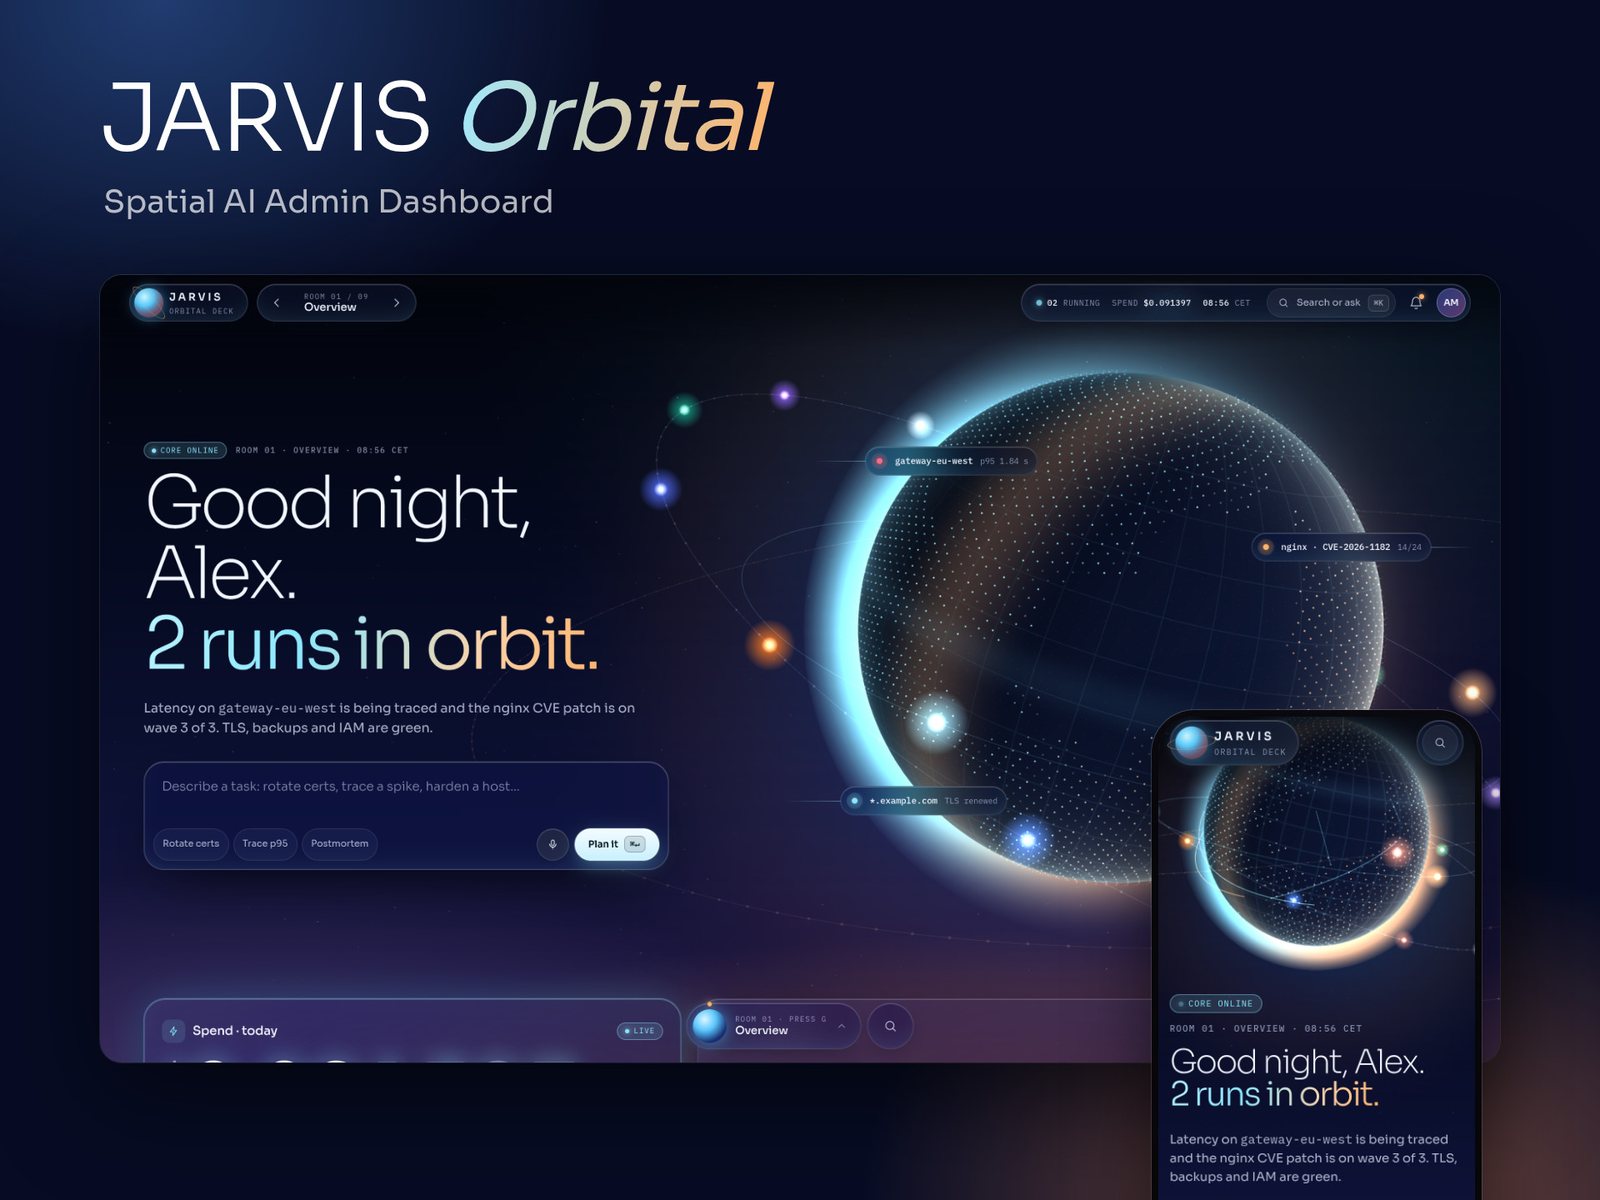 JARVIS Orbital
Spatial AI Admin Dashboard
JARVIS
ORBITAL DECK
ROOM 01 / 09
Overview
02 RUNNING SPEND $0.091397 08:56 CET
Search or ask ⌘K
AM
CORE ONLINE ROOM 01 · OVERVIEW · 08:56 CET
Good night,
Alex.
2 runs in orbit.
Latency on gateway-eu-west is being traced and the nginx CVE patch is on
wave 3 of 3. TLS, backups and IAM are green.
Describe a task: rotate certs, trace a spike, harden a host...
Rotate certs Trace p95 Postmortem
Plan it ⌘↵
gateway-eu-west p95 1.84 s
nginx · CVE-2026-1182 14/24
*.example.com TLS renewed
Spend · today
LIVE
ROOM 01 · PRESS G
Overview
JARVIS
ORBITAL DECK
CORE ONLINE
ROOM 01 · OVERVIEW · 08:56 CET
Good night, Alex.
2 runs in orbit.
Latency on gateway-eu-west is being traced
and the nginx CVE patch is on wave 3 of 3. TLS,
backups and IAM are green.